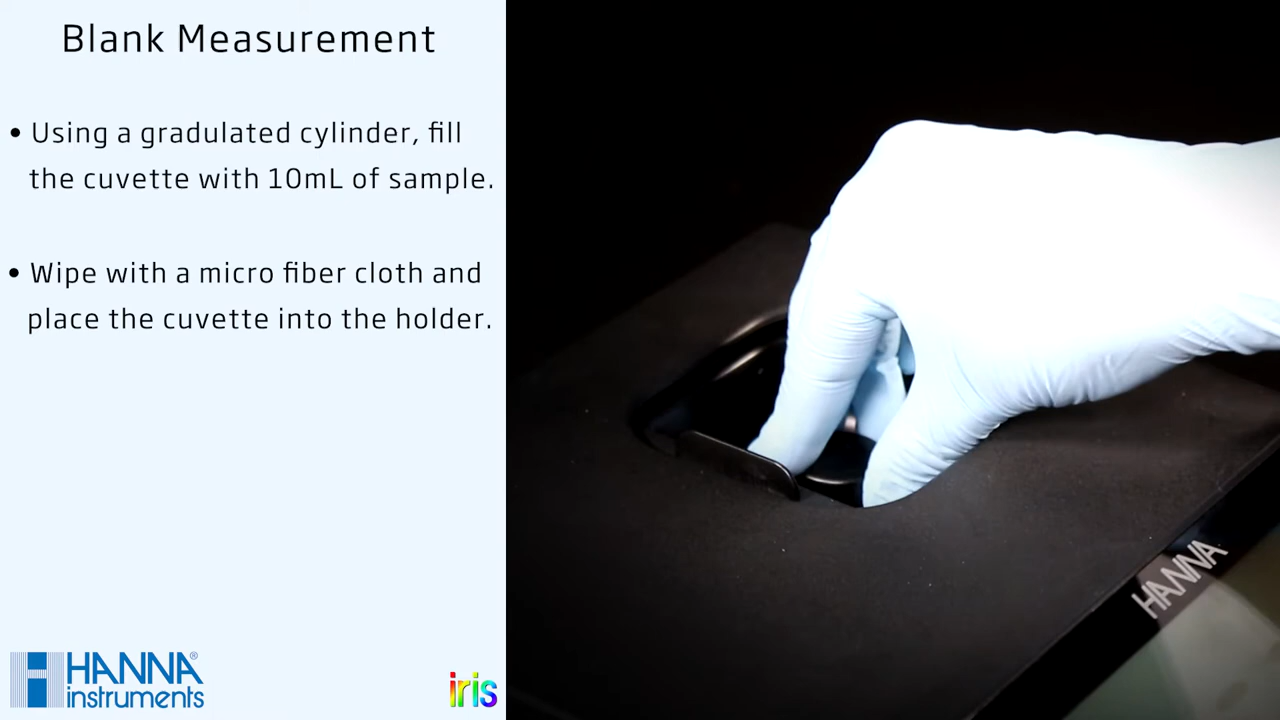 Blank Measurement
• Using a gradulated cylinder, fill
the cuvette with 10mL of sample.
• Wipe with a micro fiber cloth and
place the cuvette into the holder.
HANNA
HANNA®
instruments
iris